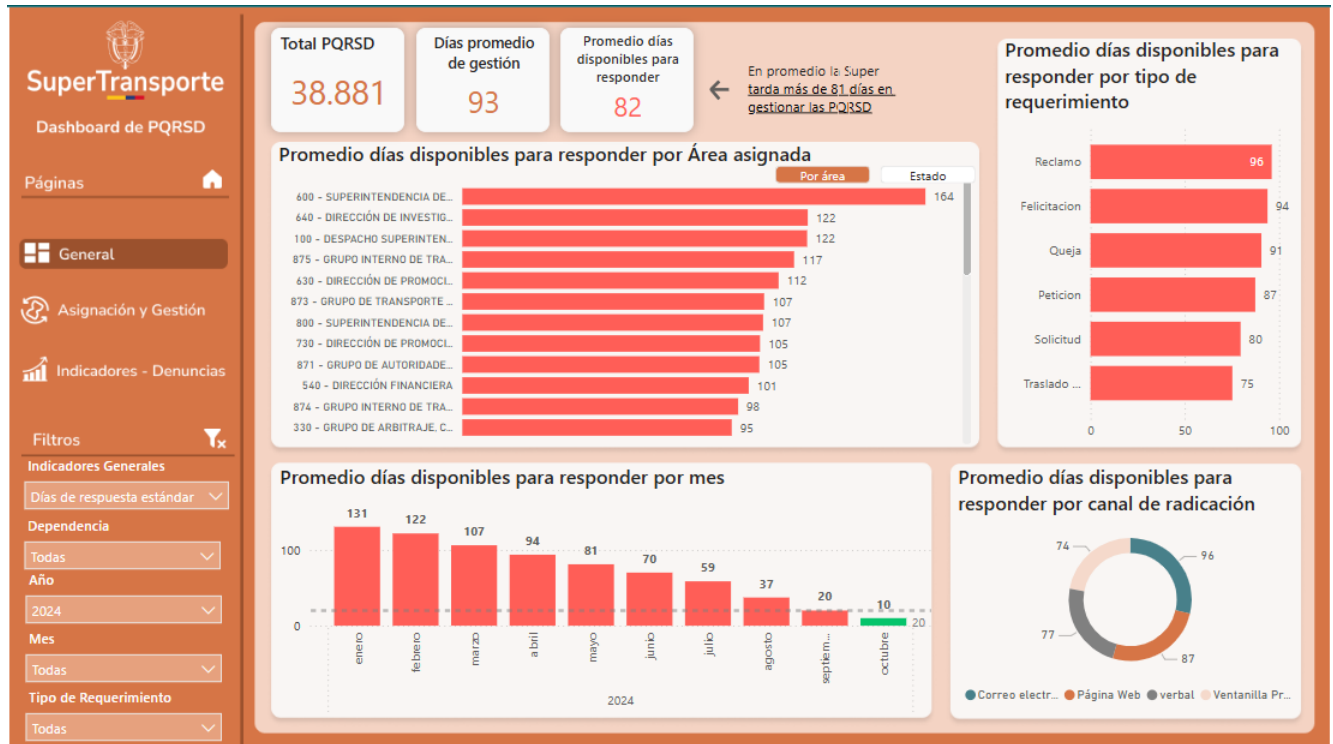 SuperTransporte
Dashboard de PQRSD
Páginas
General
Asignación y Gestión
Indicadores - Denuncias
Filtros
Indicadores Generales
Días de respuesta estándar
Dependencia
Todas
Año
2024
Mes
Todas
Tipo de Requerimiento
Todas
Total PQRSD
38.881
Días promedio
de gestión
93
Promedio días
disponibles para
responder
82
En promedio la Super
tarda más de 81 días en
gestionar las PQRSD
Promedio días disponibles para responder por Área asignada
Por área
Estado
600 - SUPERINTENDENCIA DE... 164
640 - DIRECCIÓN DE INVESTIG... 122
100 - DESPACHO SUPERINTEN... 122
875 - GRUPO INTERNO DE TRA... 117
630 - DIRECCIÓN DE PROMOCI... 112
873 - GRUPO DE TRANSPORTE ... 107
800 - SUPERINTENDENCIA DE... 107
730 - DIRECCIÓN DE PROMOCI... 105
871 - GRUPO DE AUTORIDADE... 105
540 - DIRECCIÓN FINANCIERA 101
874 - GRUPO INTERNO DE TRA... 98
330 - GRUPO DE ARBITRAJE, C... 95
Promedio días disponibles para
responder por tipo de
requerimiento
Reclamo 96
Felicitacion 94
Queja 91
Peticion 87
Solicitud 80
Traslado ... 75
0 50 100
Promedio días disponibles para responder por mes
131 122 107 94 81 70 59 37 20 10
100
0
20
enero febrero marzo abril mayo junio julio agosto septiem... octubre
2024
Promedio días disponibles para
responder por canal de radicación
74 96
77 87
Correo electr... Página Web verbal Ventanilla Pr...